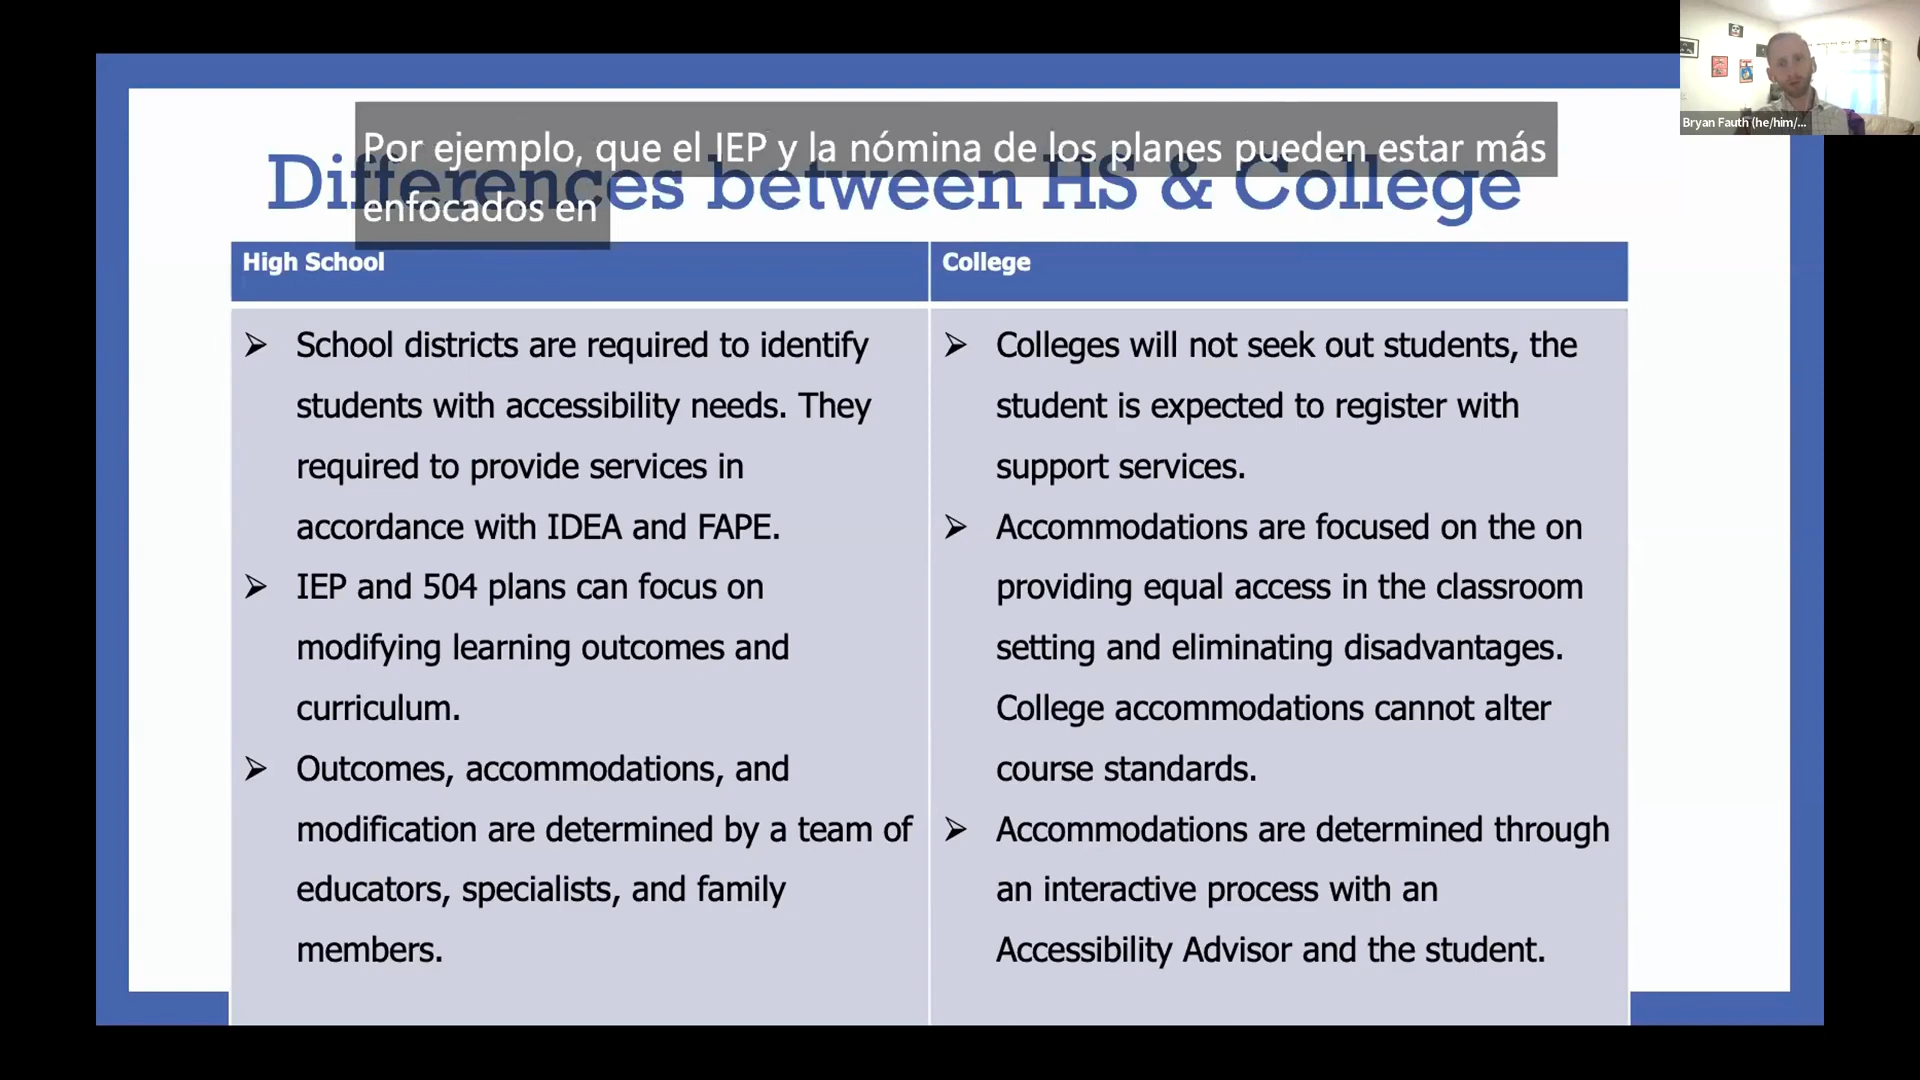 Por ejemplo, que el IEP y la nómina de los planes pueden estar más
enfocados en
Differences between HS & College
High School
➢ School districts are required to identify
students with accessibility needs. They
required to provide services in
accordance with IDEA and FAPE.
➢ IEP and 504 plans can focus on
modifying learning outcomes and
curriculum.
➢ Outcomes, accommodations, and
modification are determined by a team of
educators, specialists, and family
members.
College
➢ Colleges will not seek out students, the
student is expected to register with
support services.
➢ Accommodations are focused on the on
providing equal access in the classroom
setting and eliminating disadvantages.
College accommodations cannot alter
course standards.
➢ Accommodations are determined through
an interactive process with an
Accessibility Advisor and the student.
Bryan Fauth (he/him/...